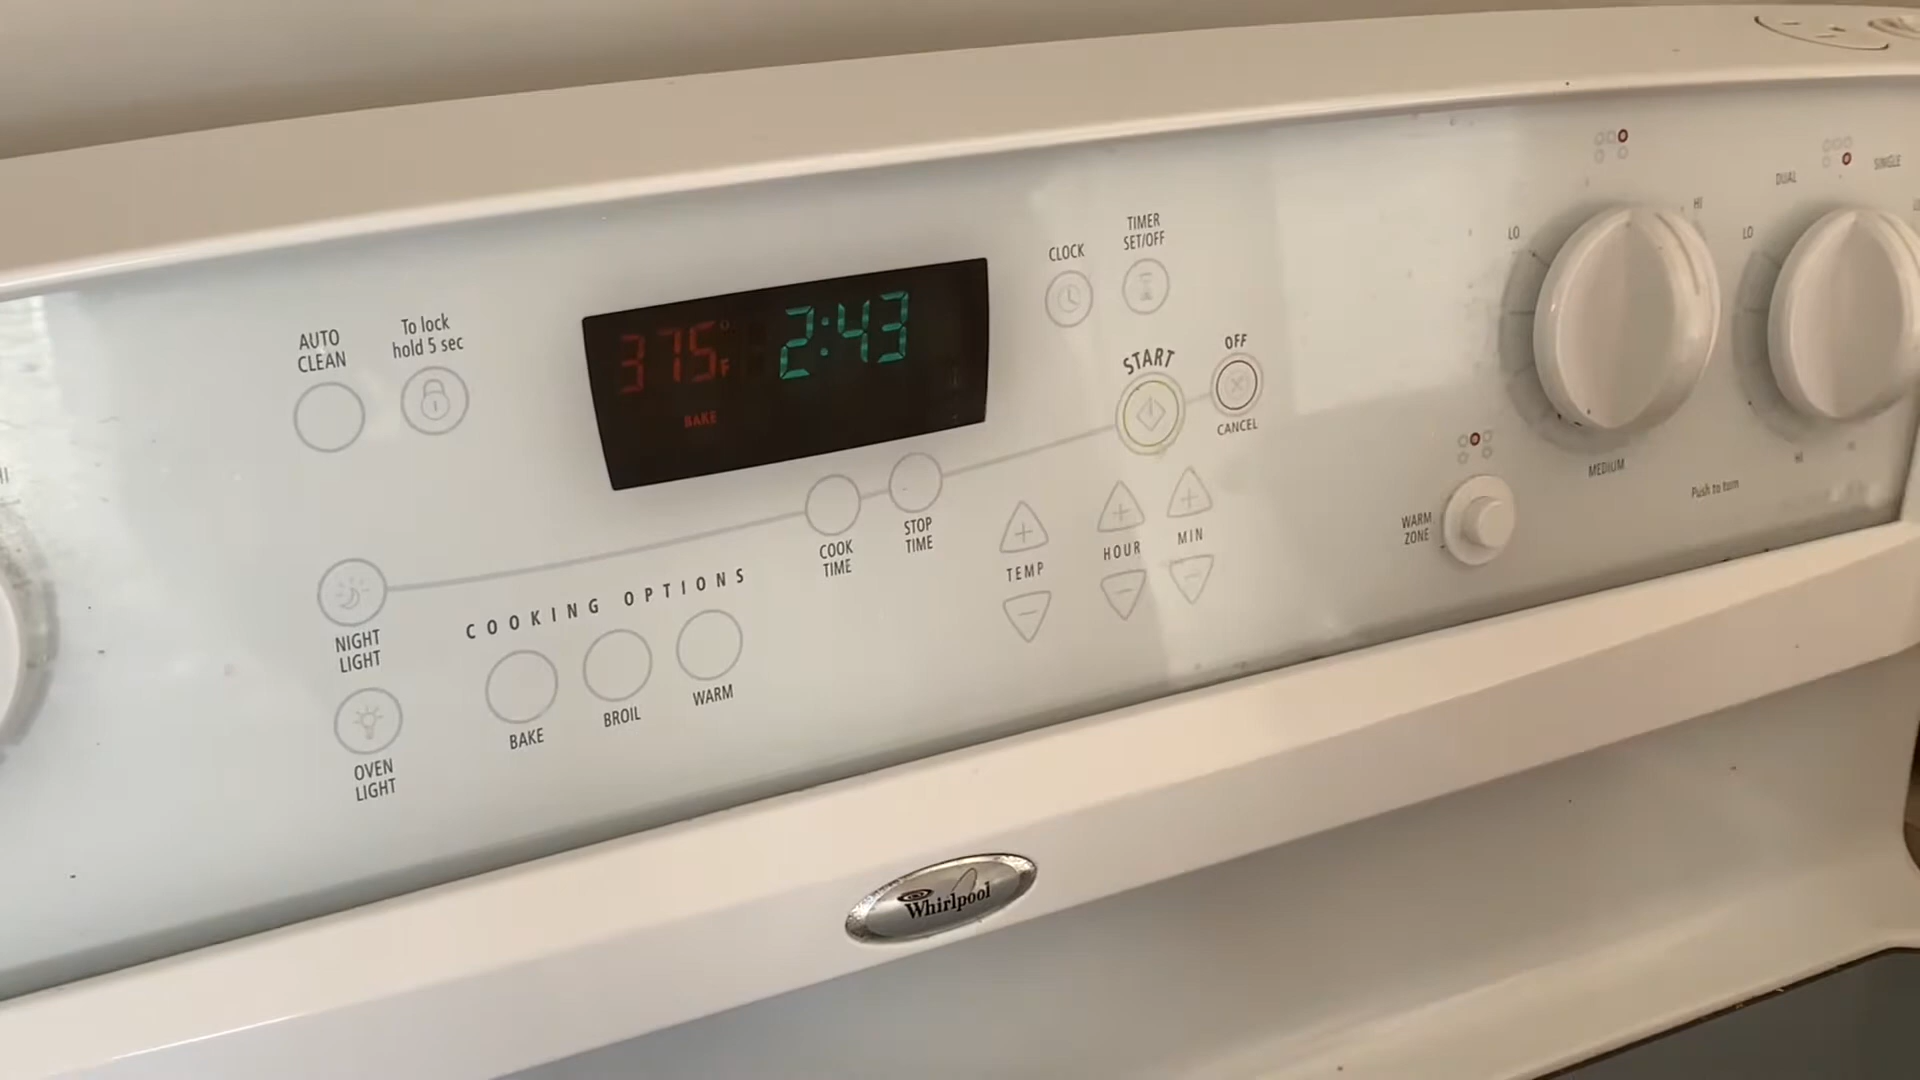 AUTO
CLEAN
To lock
hold 5 sec
375°F
BAKE
2:43
CLOCK
TIMER
SET/OFF
START
OFF
CANCEL
COOK
TIME
STOP
TIME
TEMP
HOUR
MIN
NIGHT
LIGHT
OVEN
LIGHT
COOKING OPTIONS
BAKE
BROIL
WARM
LO
HI
MEDIUM
WARM
ZONE
Push to turn
DUAL
SINGLE
LO
HI
Whirlpool